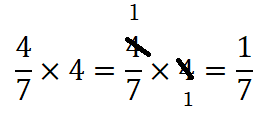 1
4/7 × 4 = 4/7 × 4 = 1/7
1